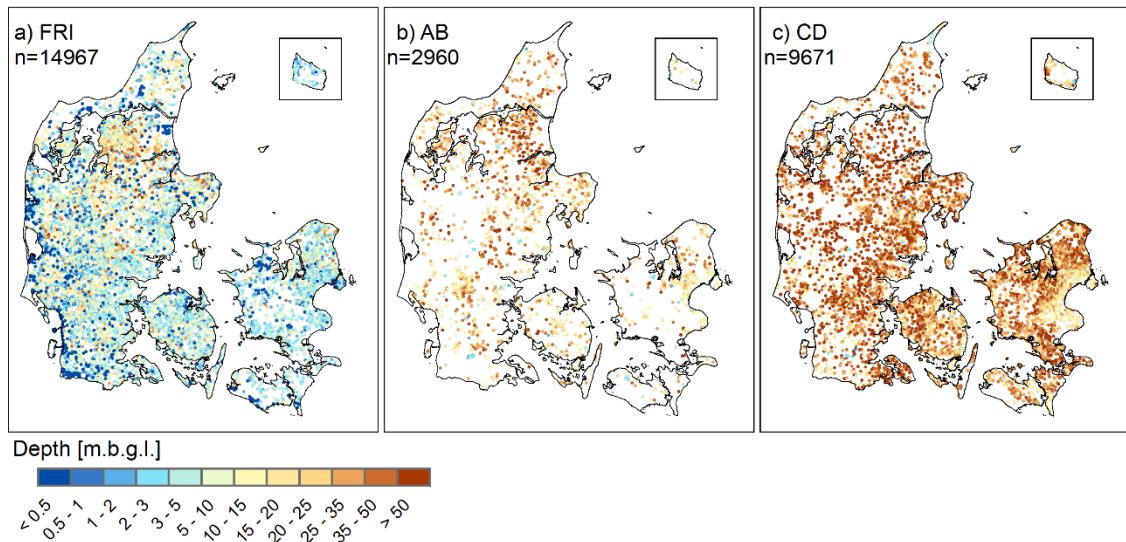 a) FRI
n=14967
b) AB
n=2960
c) CD
n=9671
Depth [m.b.g.l.]
< 0.5
0.5 - 1
1 - 2
2 - 3
3 - 5
5 - 10
10 - 15
15 - 20
20 - 25
25 - 35
35 - 50
> 50